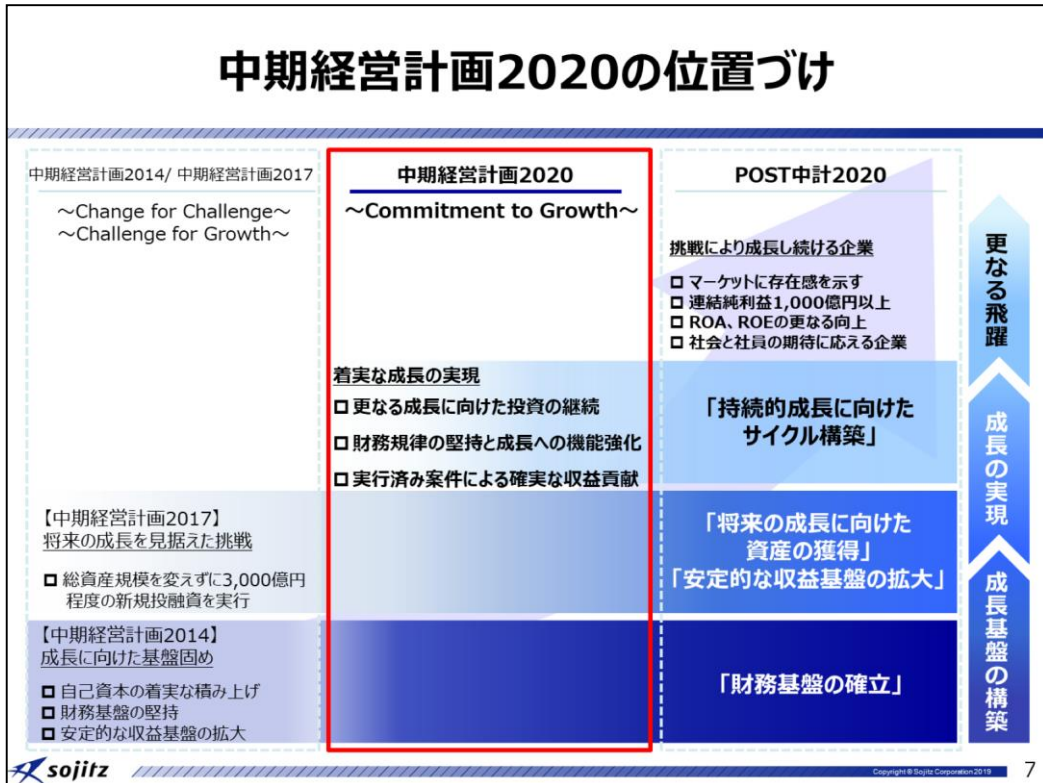 中期経営計画2020の位置づけ
中期経営計画2014/ 中期経営計画2017
～Change for Challenge～
～Challenge for Growth～
【中期経営計画2017】
将来の成長を見据えた挑戦
総資産規模を変えずに3,000億円
程度の新規投融資を実行
【中期経営計画2014】
成長に向けた基盤固め
自己資本の着実な積み上げ
財務基盤の堅持
安定的な収益基盤の拡大
中期経営計画2020
～Commitment to Growth～
着実な成長の実現
更なる成長に向けた投資の継続
財務規律の堅持と成長への機能強化
実行済み案件による確実な収益貢献
POST中計2020
挑戦により成長し続ける企業
マーケットに存在感を示す
連結純利益1,000億円以上
ROA、ROEの更なる向上
社会と社員の期待に応える企業
「持続的成長に向けた
サイクル構築」
「将来の成長に向けた
資産の獲得」
「安定的な収益基盤の拡大」
「財務基盤の確立」
更なる飛躍
成長の実現
成長基盤の構築
sojitz
Copyright © Sojitz Corporation 2019
7